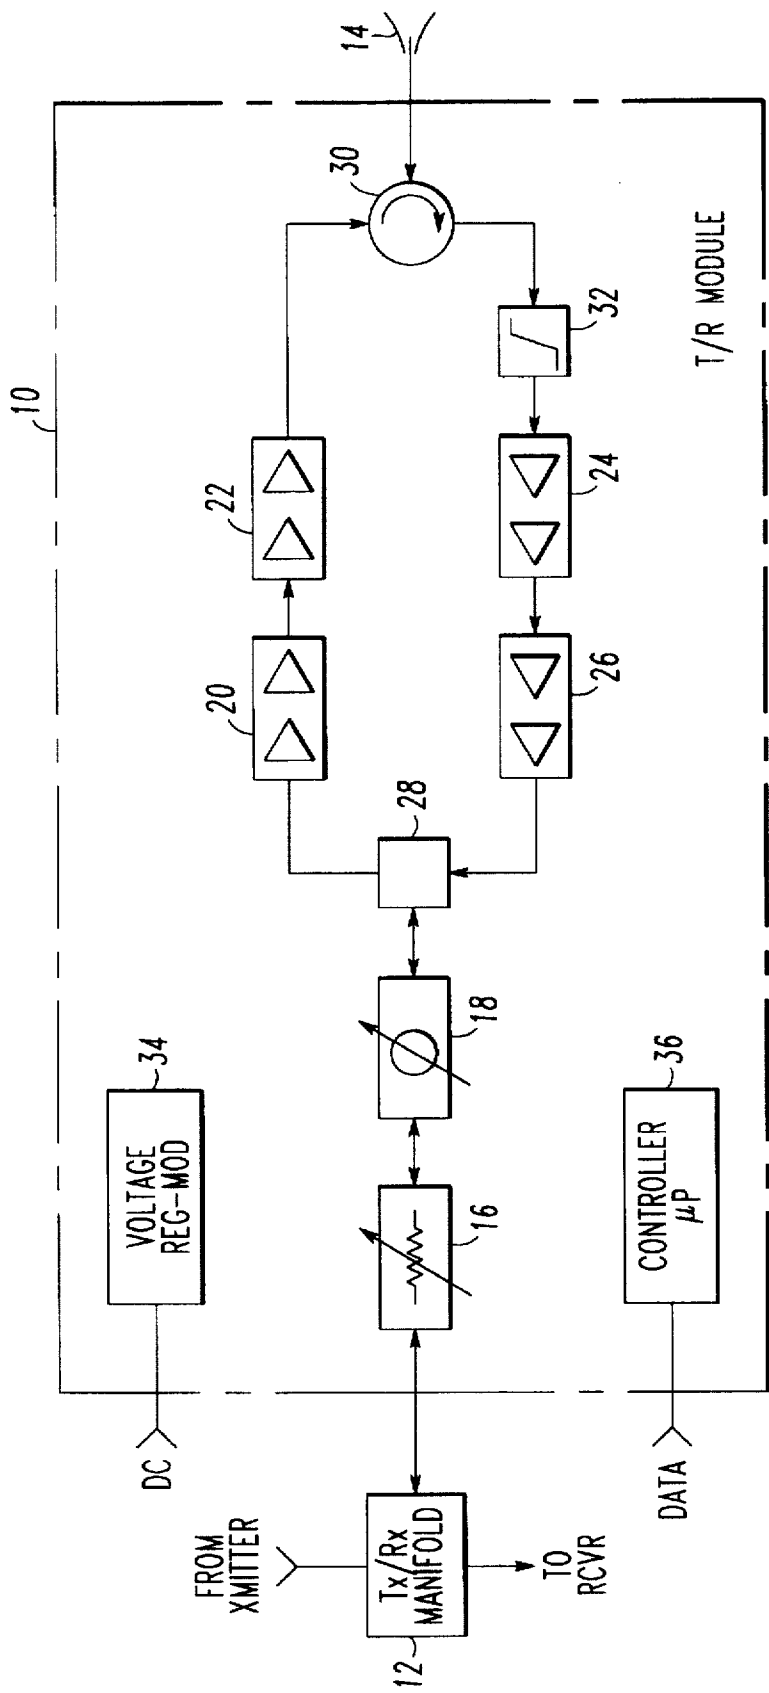 10
14
DC
VOLTAGE
REG-MOD
34
20
22
30
FROM
XMITTER
Tx/Rx
MANIFOLD
12
TO
RCVR
16
18
28
32
26
24
DATA
CONTROLLER
μP
36
T/R MODULE